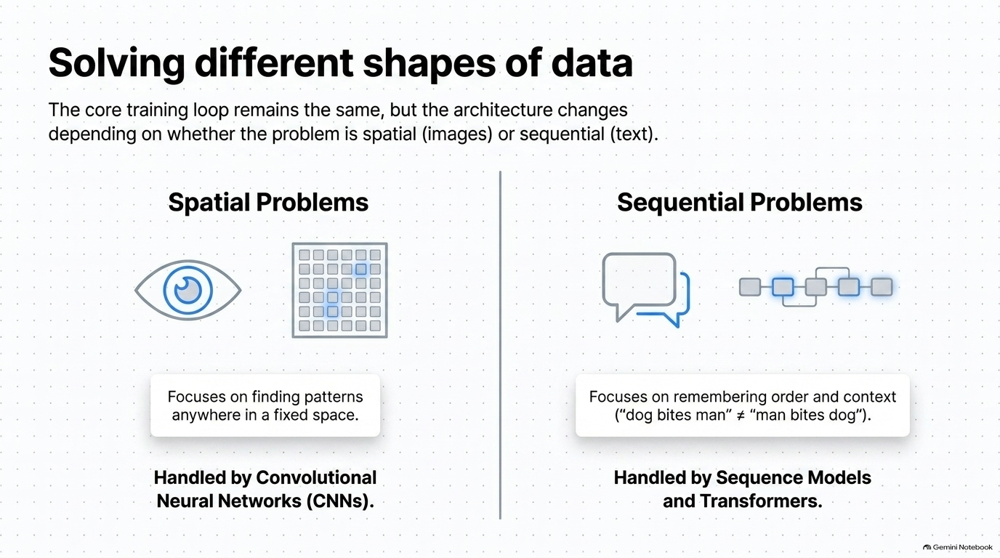 Solving different shapes of data
The core training loop remains the same, but the architecture changes
depending on whether the problem is spatial (images) or sequential (text).
Spatial Problems
Focuses on finding patterns
anywhere in a fixed space.
Handled by Convolutional
Neural Networks (CNNs).
Sequential Problems
Focuses on remembering order and context
(“dog bites man” ≠ “man bites dog”).
Handled by Sequence Models
and Transformers.
Gemini Notebook